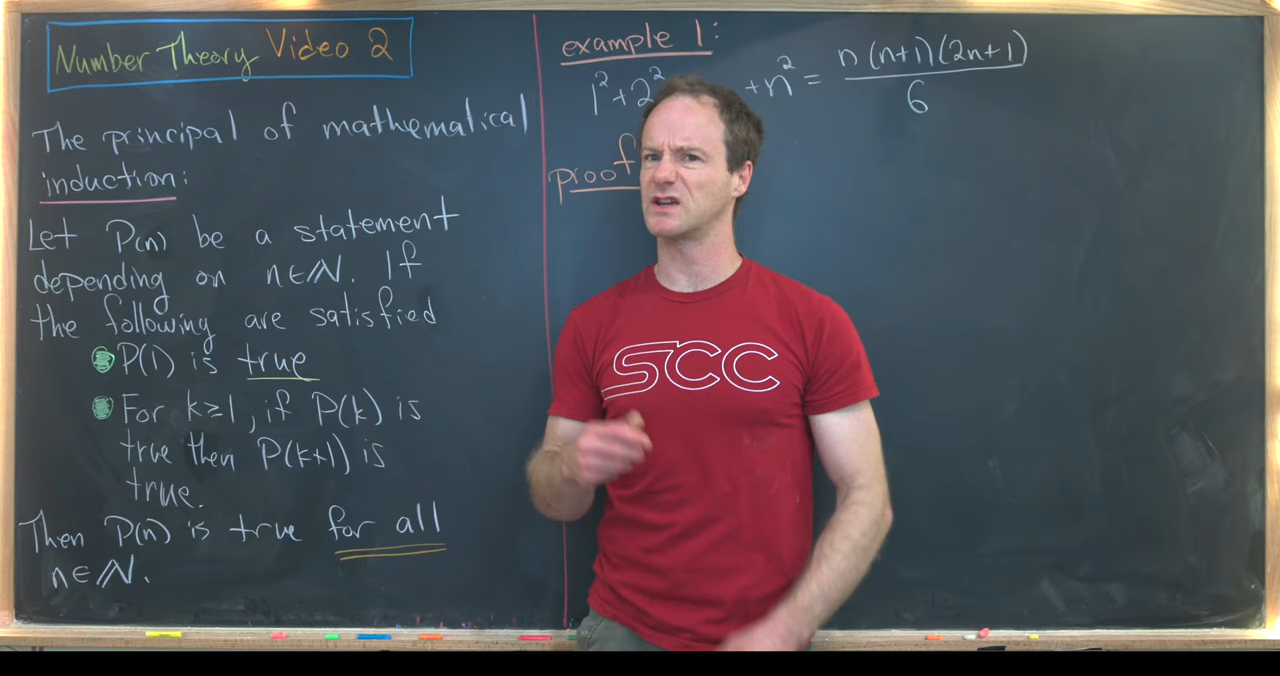 Number Theory Video 2
The principal of mathematical
induction:
Let P(n) be a statement
depending on n∈ℕ. If
the following are satisfied
P(1) is true
For k≥1, if P(k) is
true then P(k+1) is
true.
Then P(n) is true for all
n∈ℕ.
example 1:
1²+2² +n² = n(n+1)(2n+1)
6
proof
SCC